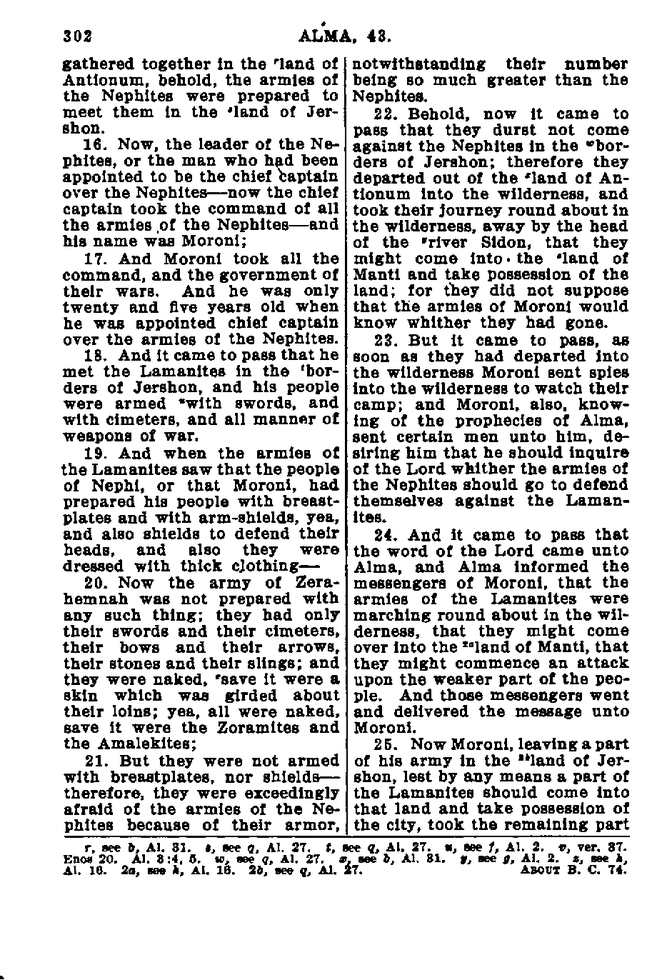 302
ALMA, 43.
gathered together in the ʳland of
Antionum, behold, the armies of
the Nephites were prepared to
meet them in the ˢland of Jer-
shon.
16. Now, the leader of the Ne-
phites, or the man who had been
appointed to be the chief captain
over the Nephites—now the chief
captain took the command of all
the armies of the Nephites—and
his name was Moroni;
17. And Moroni took all the
command, and the government of
their wars. And he was only
twenty and five years old when
he was appointed chief captain
over the armies of the Nephites.
18. And it came to pass that he
met the Lamanites in the ᵗbor-
ders of Jershon, and his people
were armed ᵘwith swords, and
with cimeters, and all manner of
weapons of war.
19. And when the armies of
the Lamanites saw that the people
of Nephi, or that Moroni, had
prepared his people with breast-
plates and with arm-shields, yea,
and also shields to defend their
heads, and also they were
dressed with thick clothing—
20. Now the army of Zera-
hemnah was not prepared with
any such thing; they had only
their swords and their cimeters,
their bows and their arrows,
their stones and their slings; and
they were naked, ᵛsave it were a
skin which was girded about
their loins; yea, all were naked,
save it were the Zoramites and
the Amalekites;
21. But they were not armed
with breastplates, nor shields—
therefore, they were exceedingly
afraid of the armies of the Ne-
phites because of their armor,
notwithstanding their number
being so much greater than the
Nephites.
22. Behold, now it came to
pass that they durst not come
against the Nephites in the ʷbor-
ders of Jershon; therefore they
departed out of the ˣland of An-
tionum into the wilderness, and
took their journey round about in
the wilderness, away by the head
of the ʸriver Sidon, that they
might come into the ᶻland of
Manti and take possession of the
land; for they did not suppose
that the armies of Moroni would
know whither they had gone.
23. But it came to pass, as
soon as they had departed into
the wilderness Moroni sent spies
into the wilderness to watch their
camp; and Moroni, also, know-
ing of the prophecies of Alma,
sent certain men unto him, de-
siring him that he should inquire
of the Lord whither the armies of
the Nephites should go to defend
themselves against the Laman-
ites.
24. And it came to pass that
the word of the Lord came unto
Alma, and Alma informed the
messengers of Moroni, that the
armies of the Lamanites were
marching round about in the wil-
derness, that they might come
over into the ²ᵃland of Manti, that
they might commence an attack
upon the weaker part of the peo-
ple. And those messengers went
and delivered the message unto
Moroni.
25. Now Moroni, leaving a part
of his army in the ²ᵇland of Jer-
shon, lest by any means a part of
the Lamanites should come into
that land and take possession of
the city, took the remaining part
r, see b, Al. 31. s, see q, Al. 27. t, see q, Al. 27. u, see f, Al. 2. v, ver. 37.
Enos 20. Al. 3:4, 5. w, see q, Al. 27. x, see b, Al. 31. y, see g, Al. 2. z, see h,
Al. 16. 2a, see h, Al. 16. 2b, see q, Al. 27. ABOUT B. C. 74.